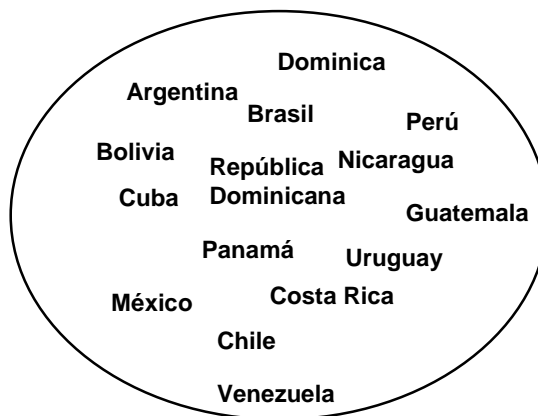 Dominica
Argentina
Brasil
Perú
Bolivia
República
Dominicana
Nicaragua
Cuba
Guatemala
Panamá
Uruguay
México
Costa Rica
Chile
Venezuela